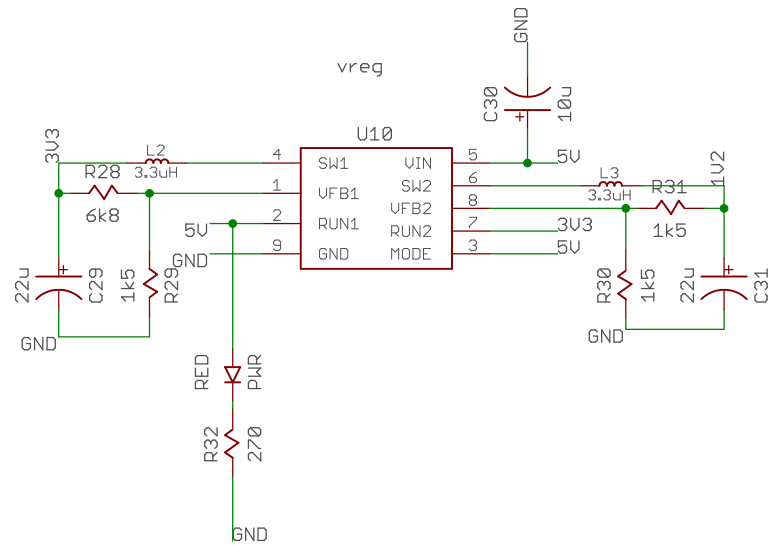 GND
vreg
C30
10u
U10
3V3
L2
3.3uH
4
SW1
VIN
5
5V
R28
6k8
1
VFB1
SW2
6
L3
3.3uH
1V2
R31
1k5
VFB2
8
5V
2
RUN1
RUN2
7
3V3
GND
9
GND
MODE
3
5V
22u
C29
1k5
R29
R30
1k5
22u
C31
GND
GND
RED
PWR
R32
270
GND